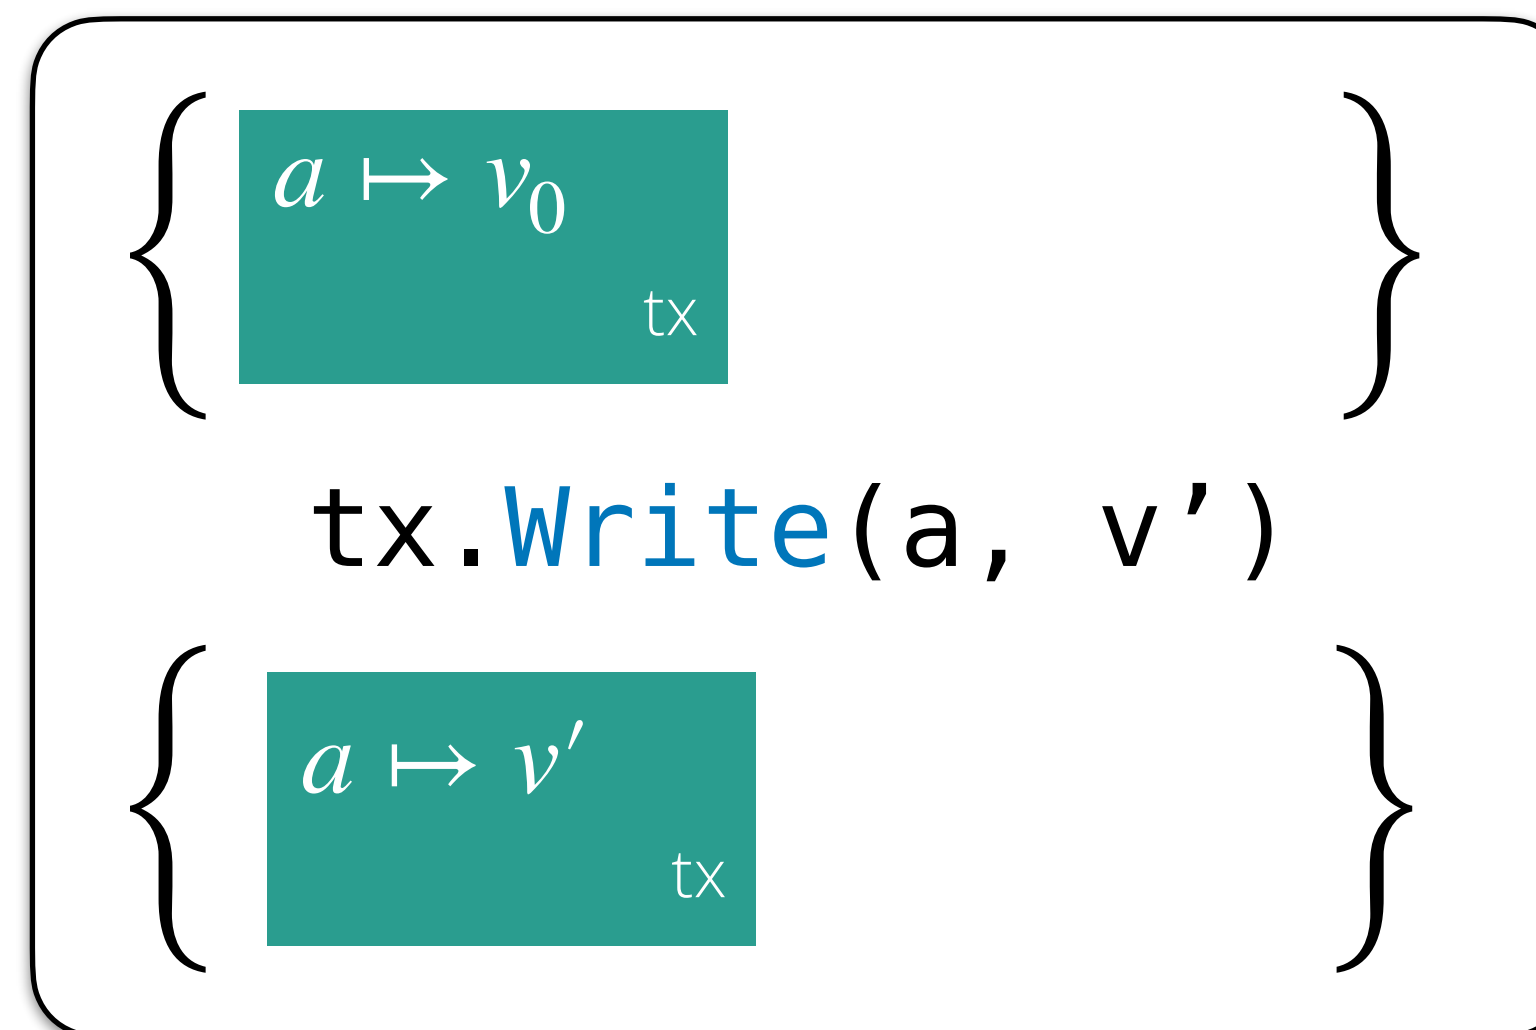 { a ↦ v₀ }
tx
tx.Write(a, v’)
{ a ↦ v′ }
tx